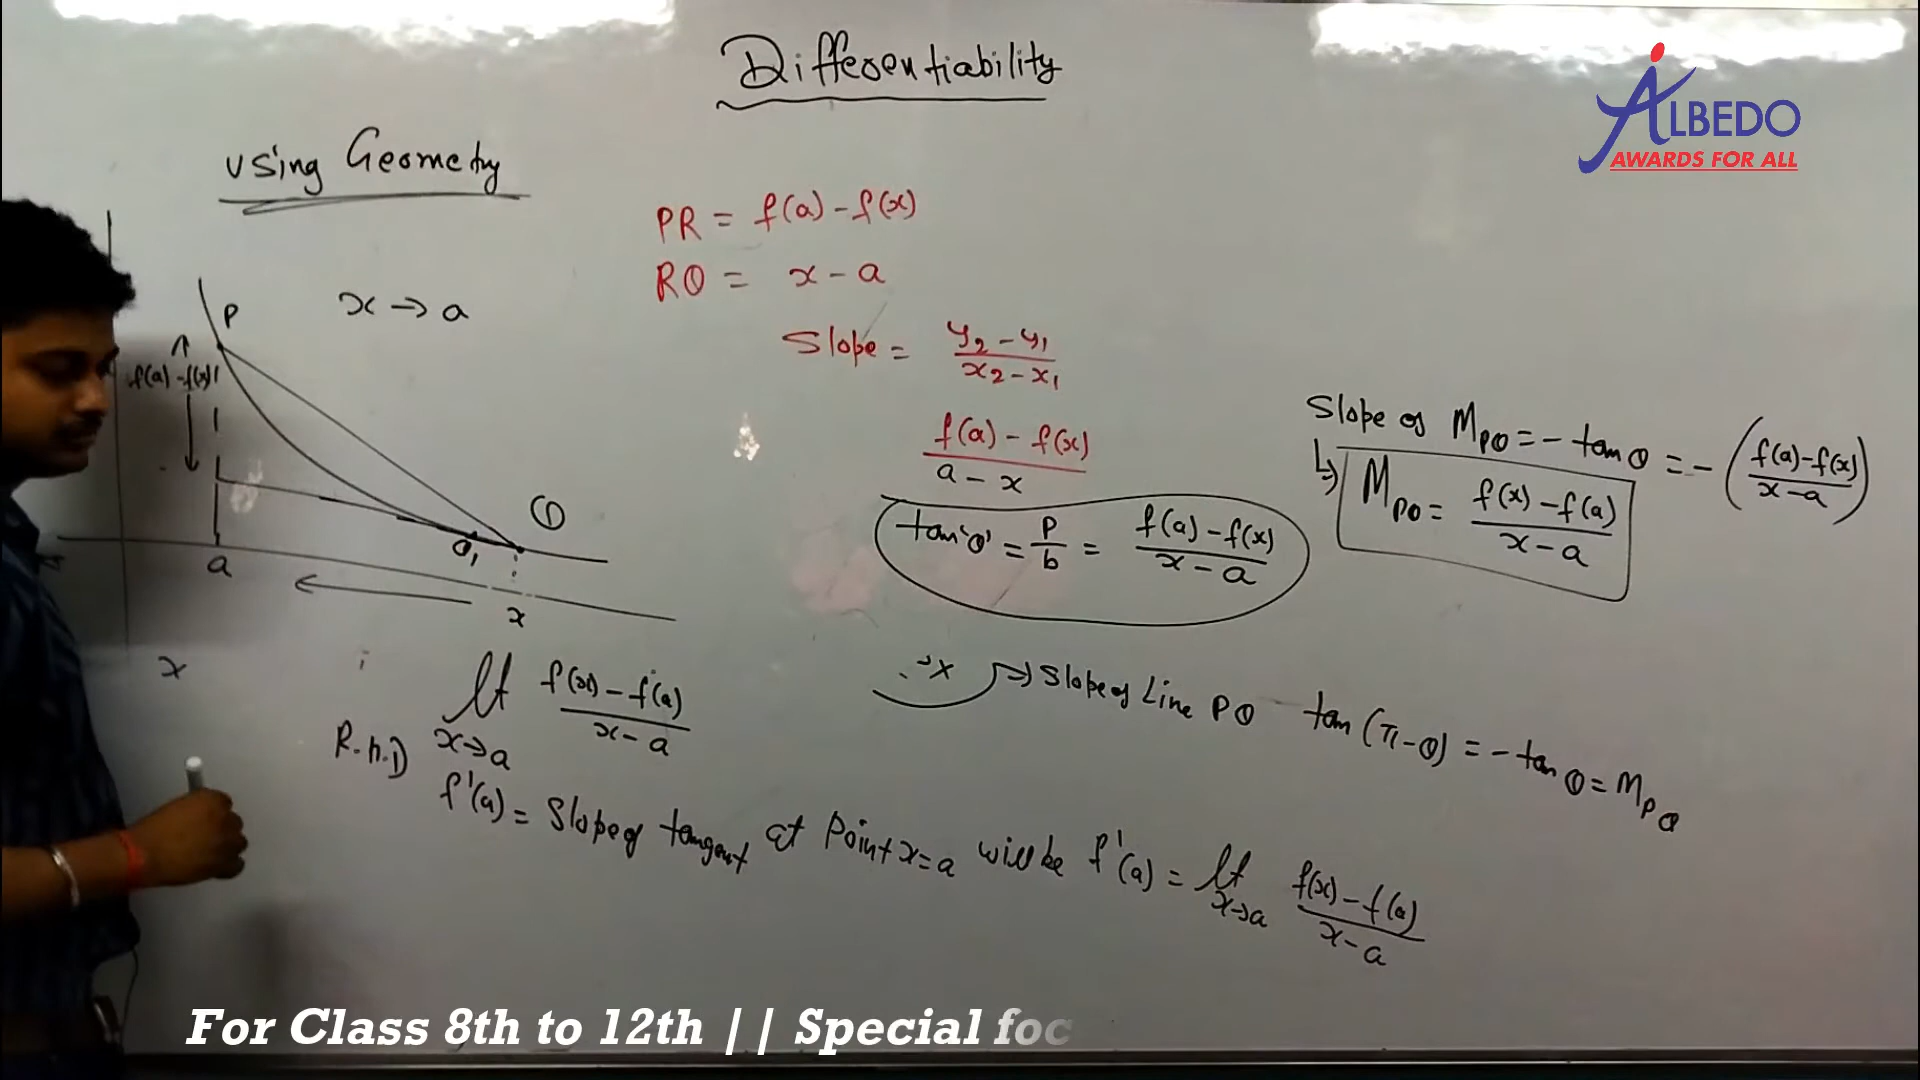 Differentiability
ALBEDO
AWARDS FOR ALL
Using Geometry
PR = f(a) - f(x)
RQ = x - a
x → a
P
f(a) - f(x)
Slope = y₂ - y₁ / x₂ - x₁
f(a) - f(x) / a - x
Slope of M_PQ = - tan θ = - (f(a) - f(x) / x - a)
↳ M_PQ = f(x) - f(a) / x - a
tan 'θ' = P/b = f(a) - f(x) / x - a
Q
Q₁
a
x
x
lt x→a f(x) - f(a) / x - a
R.H.D
→ Slope of Line PQ tan (π - θ) = - tan θ = M_PQ
f'(a) = Slope of tangent at Point x = a will be f'(a) = lt x→a f(x) - f(a) / x - a
For Class 8th to 12th || Special foc